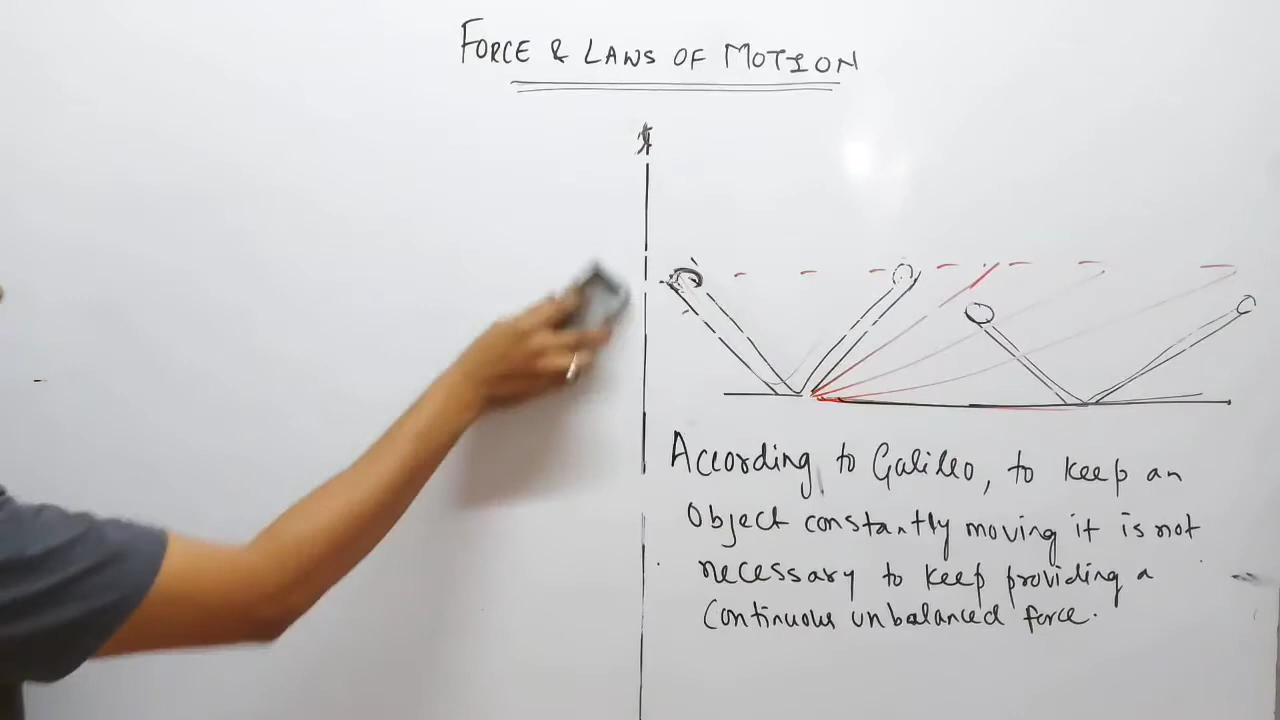 FORCE & LAWS OF MOTION
According to Galileo, to keep an
Object constantly moving it is not
necessary to keep providing a
continuous unbalanced force.